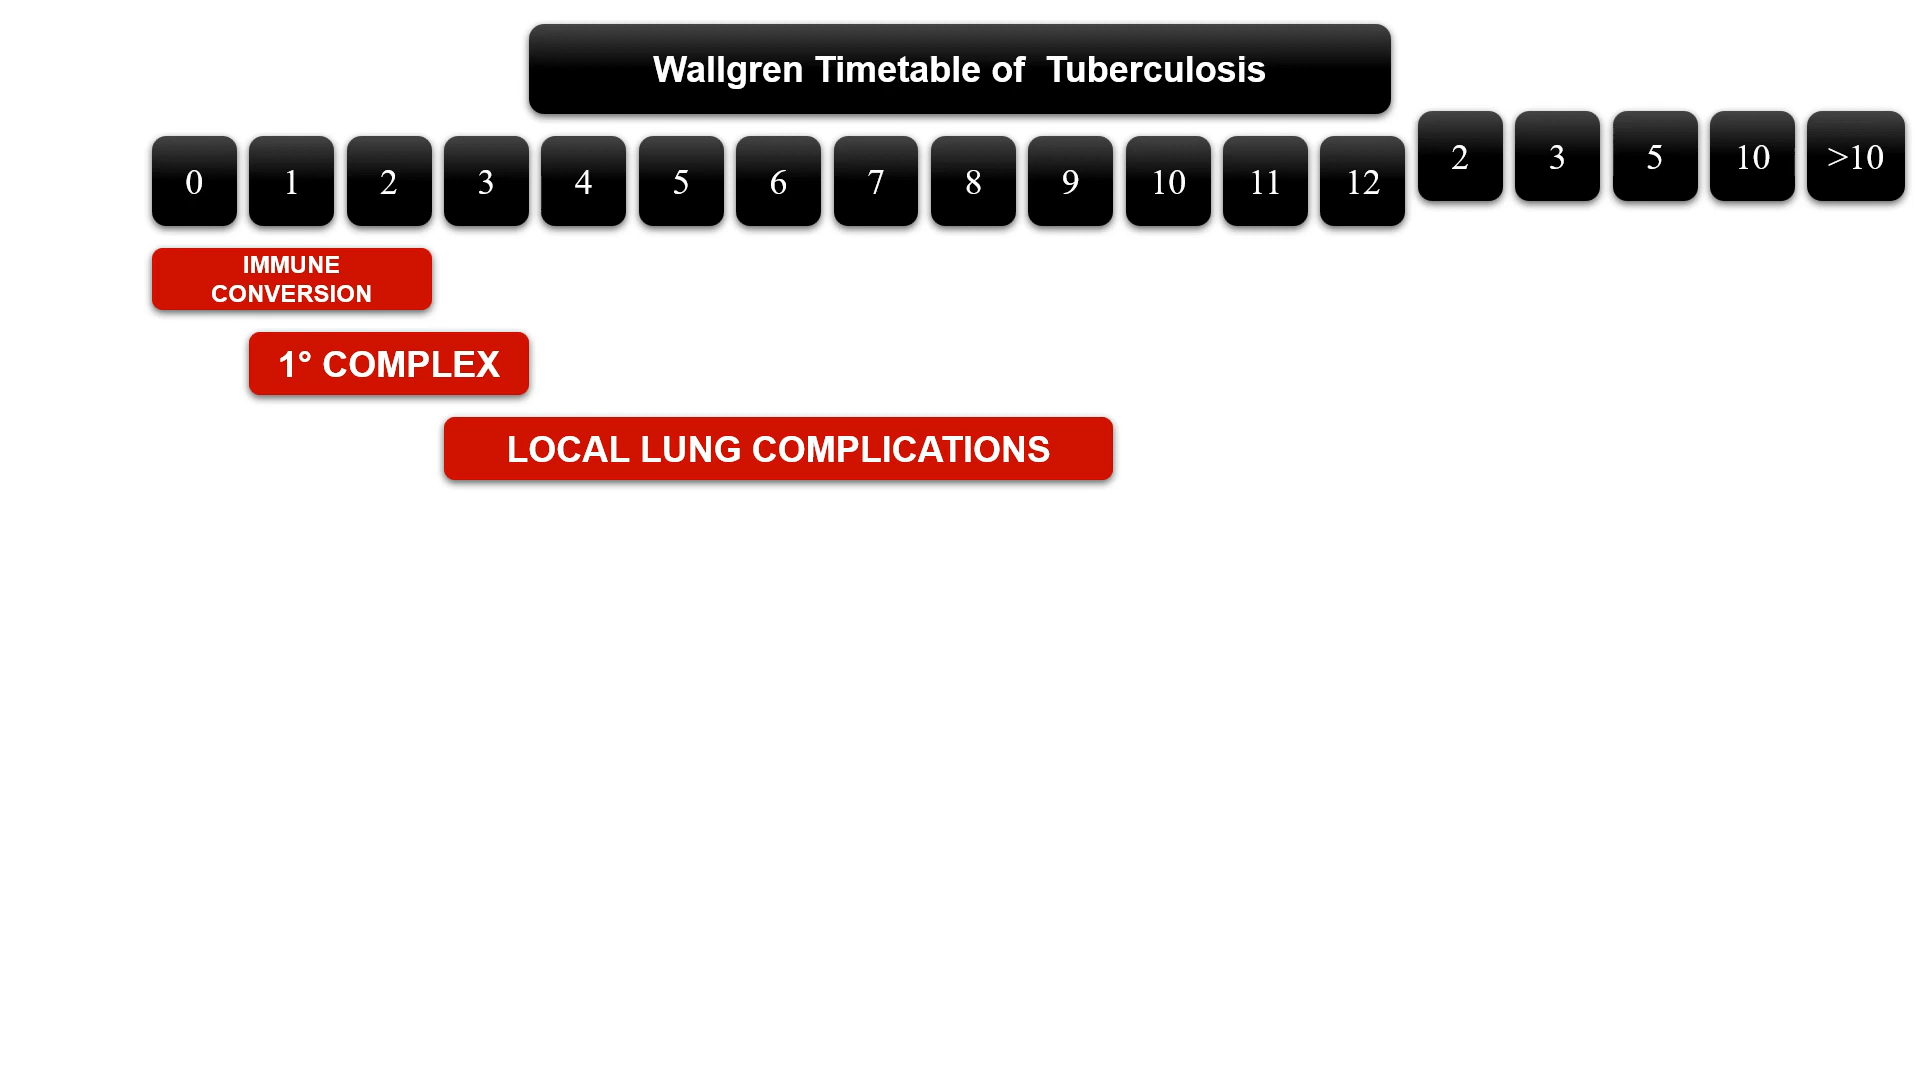 Wallgren Timetable of  Tuberculosis
0 1 2 3 4 5 6 7 8 9 10 11 12 2 3 5 10 >10
IMMUNE
CONVERSION
1° COMPLEX
LOCAL LUNG COMPLICATIONS